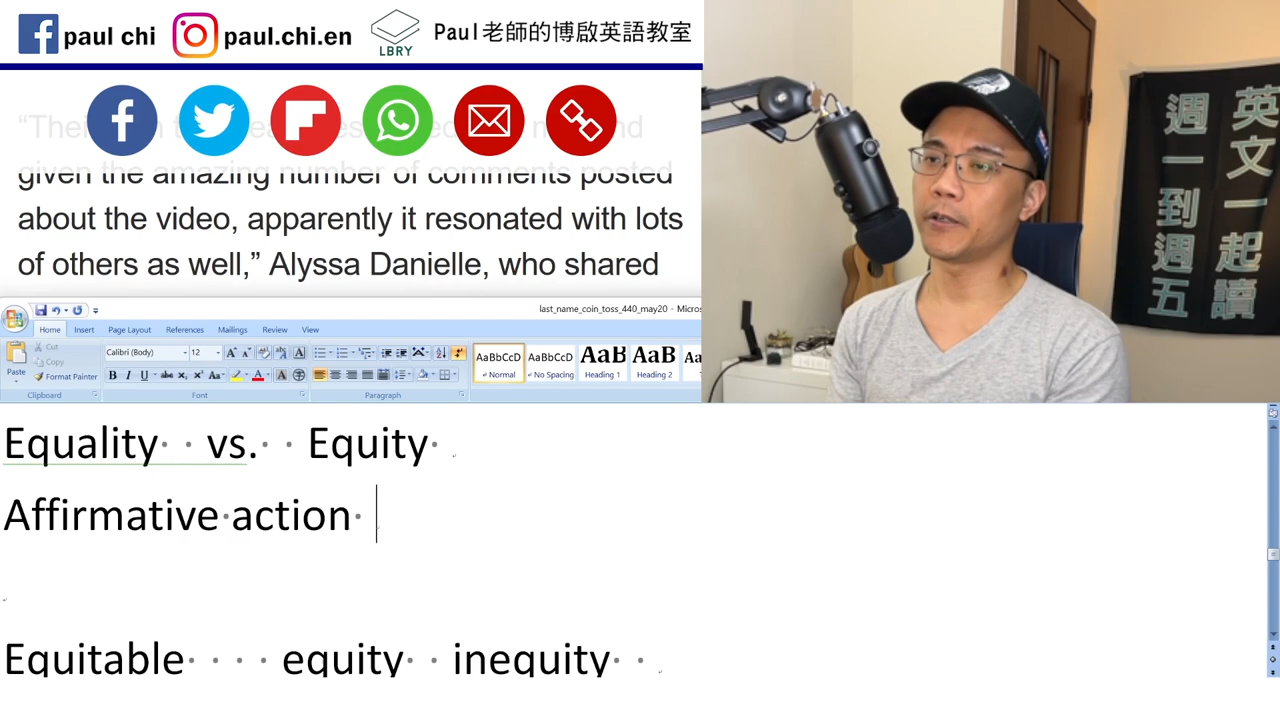 paul chi
paul.chi.en
LBRY
Paul老師的博啟英語教室
given the amazing number of comments posted
about the video, apparently it resonated with lots
of others as well,” Alyssa Danielle, who shared
last_name_coin_toss_440_may20 - Micros
Home Insert Page Layout References Mailings Review View
Paste
Cut
Copy
Format Painter
Clipboard
Calibri (Body) 12
Font
Paragraph
AaBbCcD AaBbCcD AaB AaB Aa
Normal No Spacing Heading 1 Heading 2
英文一起讀
週一到週五
Equality vs. Equity
Affirmative action
Equitable equity inequity